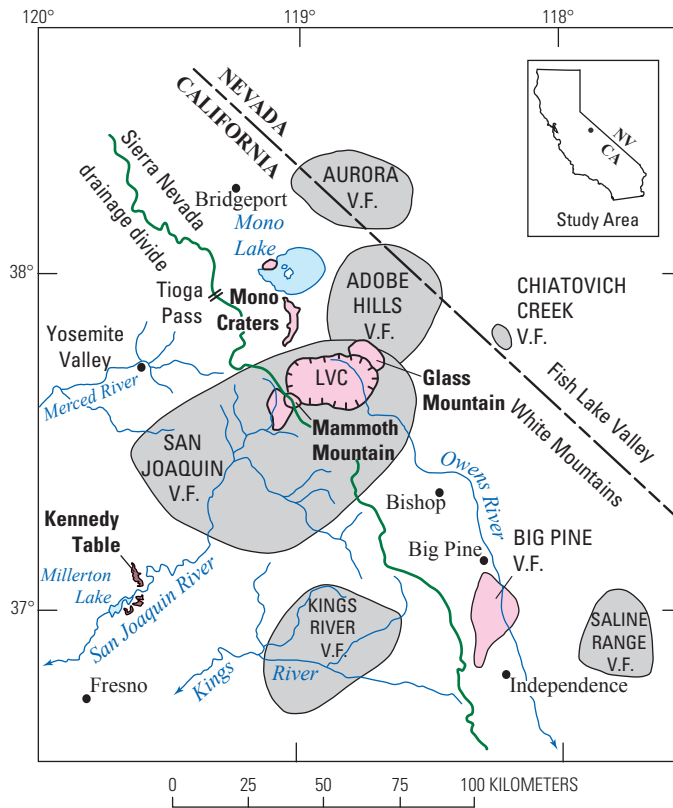 120°
119°
118°
NEVADA
CALIFORNIA
NV
CA
Study Area
Sierra Nevada
drainage divide
AURORA
V.F.
Bridgeport
Mono
Lake
38°
ADOBE
HILLS
V.F.
CHIATOVICH
CREEK
V.F.
Tioga
Pass
Mono
Craters
Yosemite
Valley
Merced River
LVC
Glass
Mountain
Fish Lake Valley
White Mountains
Mammoth
Mountain
SAN
JOAQUIN
V.F.
Owens River
Bishop
Kennedy
Table
Big Pine
BIG PINE
V.F.
Millerton
Lake
San Joaquin River
37°
KINGS
RIVER
V.F.
SALINE
RANGE
V.F.
Fresno
Kings
River
Independence
0
25
50
75
100 KILOMETERS